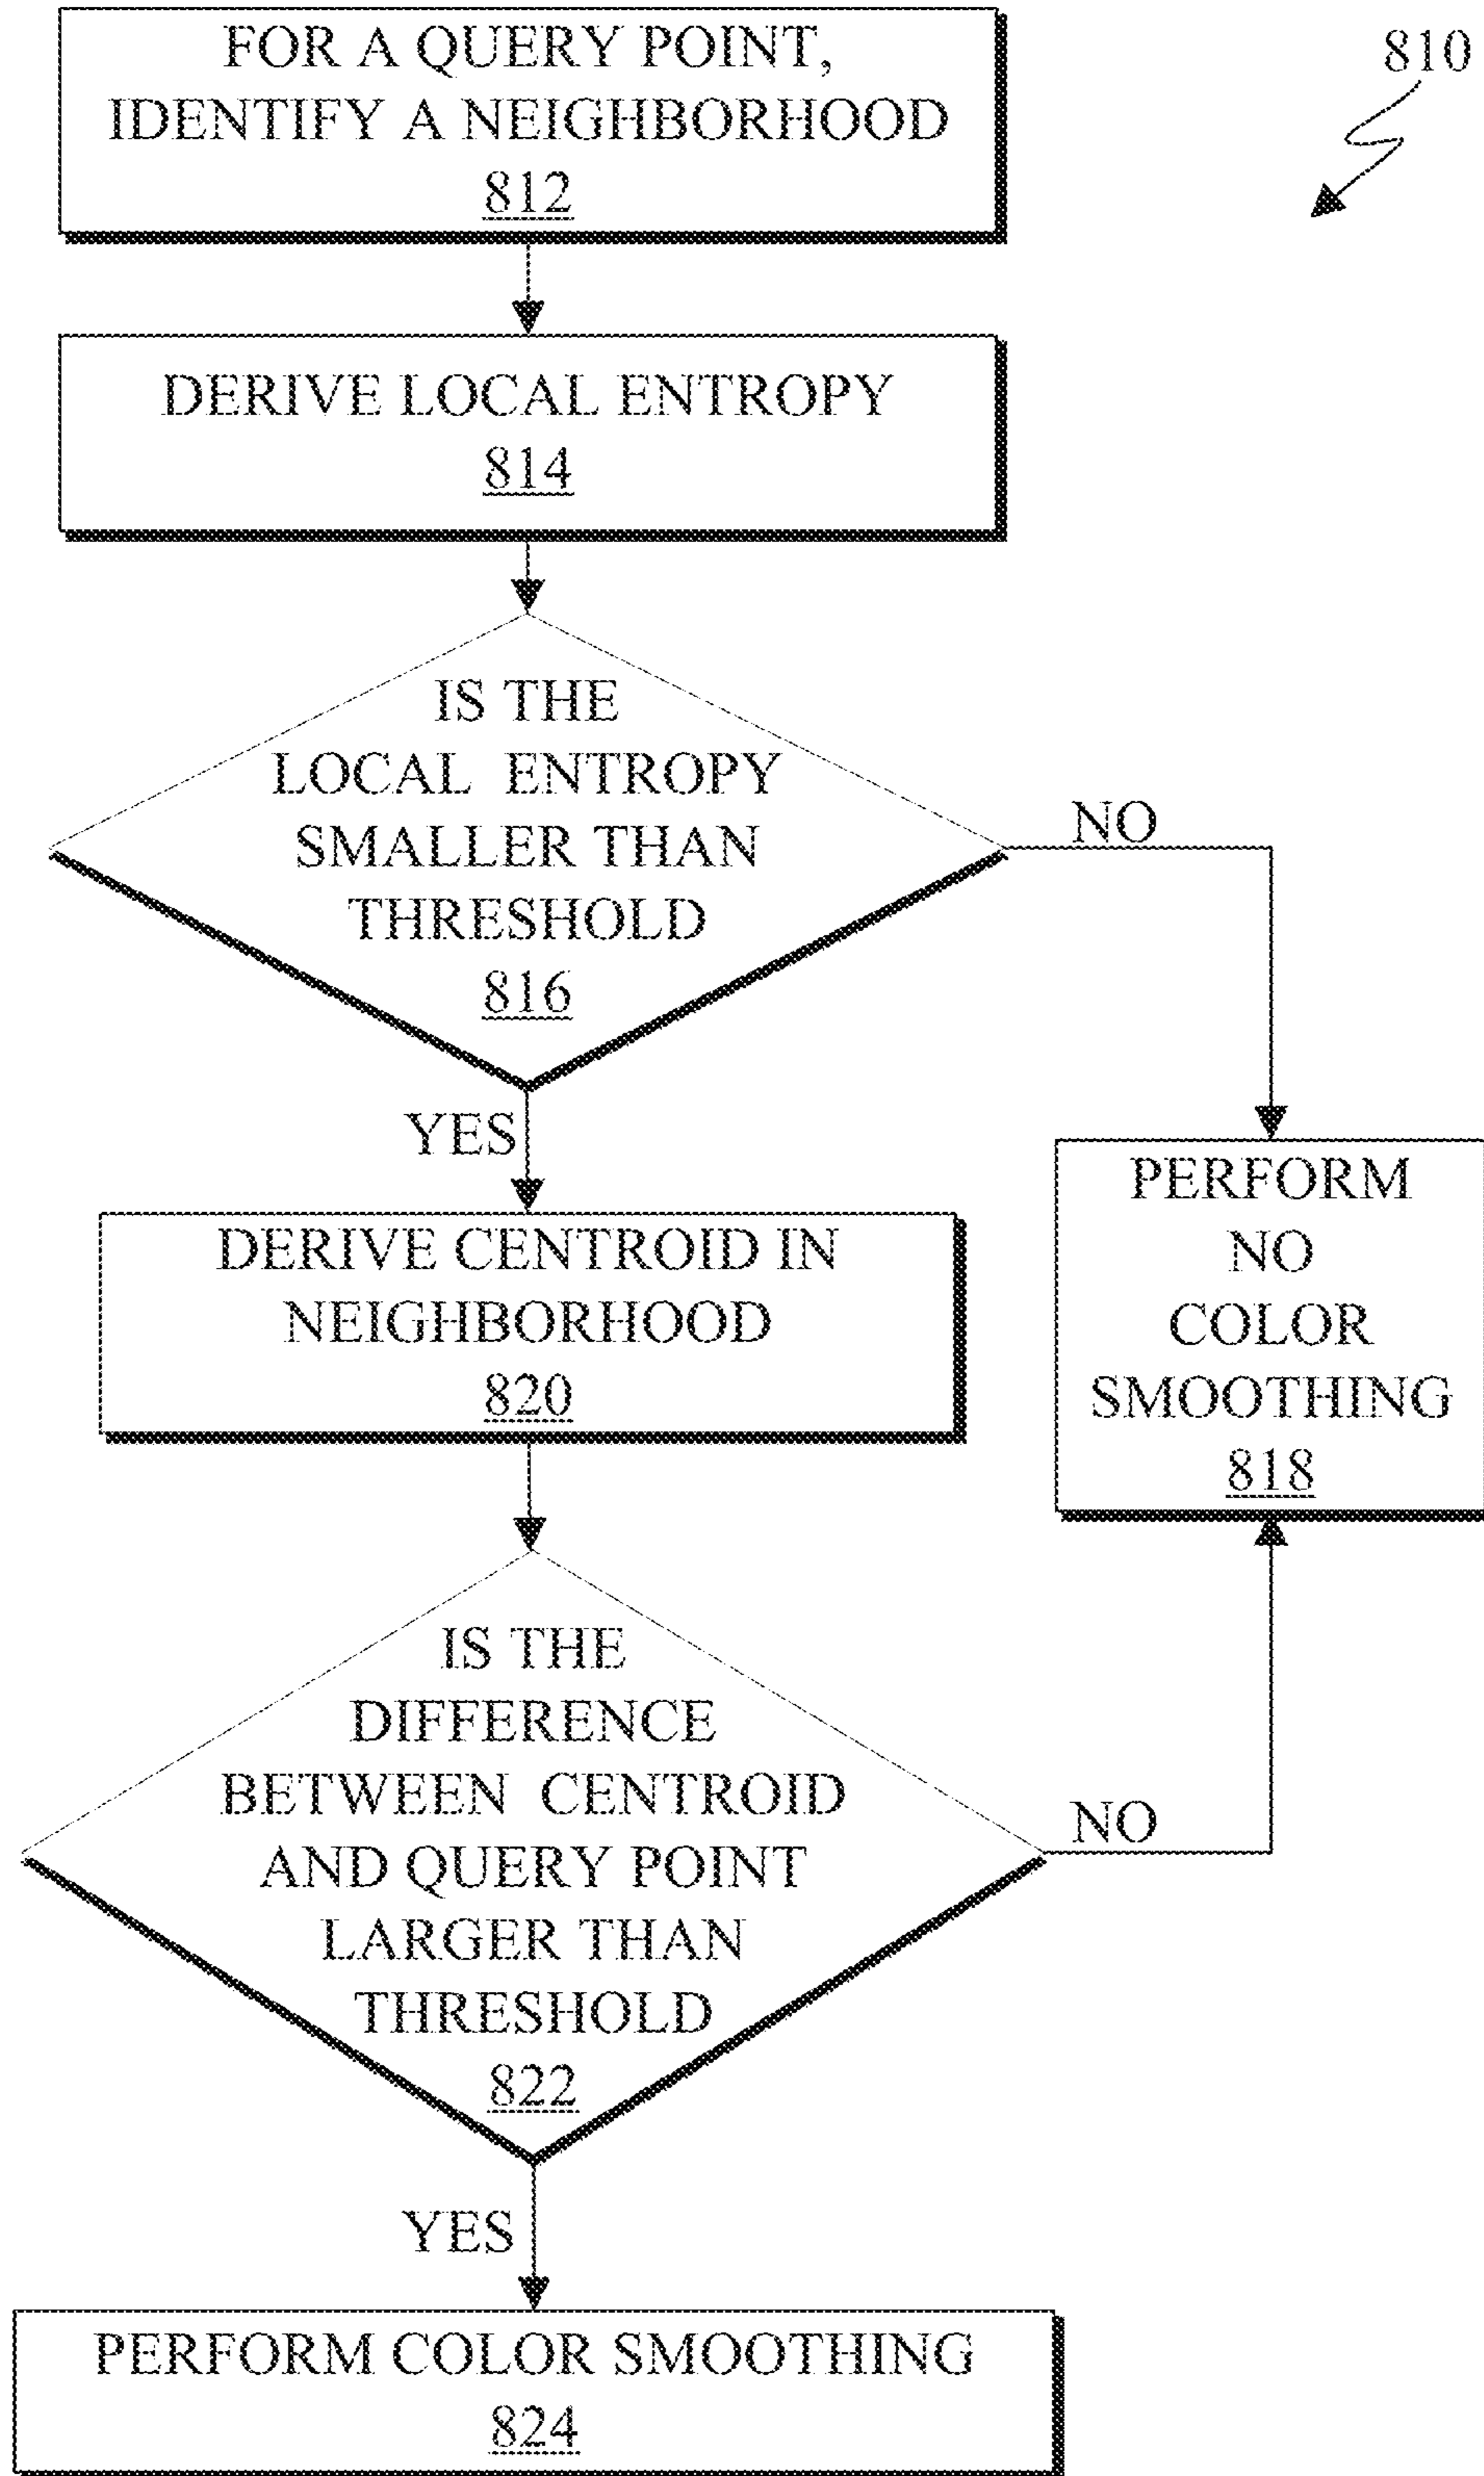 FOR A QUERY POINT,
IDENTIFY A NEIGHBORHOOD
812
810
DERIVE LOCAL ENTROPY
814
IS THE
LOCAL ENTROPY
SMALLER THAN
THRESHOLD
816
NO
YES
DERIVE CENTROID IN
NEIGHBORHOOD
820
PERFORM
NO
COLOR
SMOOTHING
818
IS THE
DIFFERENCE
BETWEEN CENTROID
AND QUERY POINT
LARGER THAN
THRESHOLD
822
NO
YES
PERFORM COLOR SMOOTHING
824